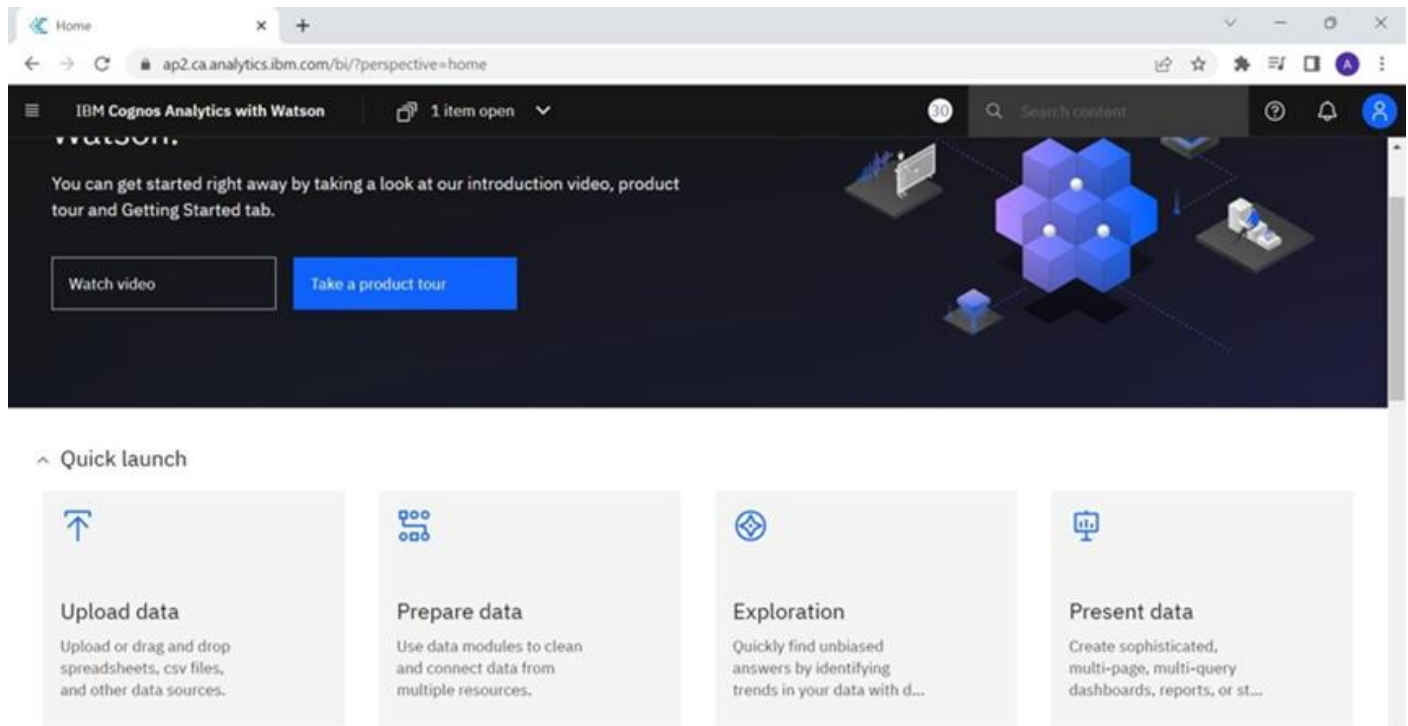 Home
ap2.ca.analytics.ibm.com/bi/?perspective=home
A
IBM Cognos Analytics with Watson
1 item open
30
Search content
Watson.
You can get started right away by taking a look at our introduction video, product
tour and Getting Started tab.
Watch video
Take a product tour
Quick launch
Upload data
Upload or drag and drop
spreadsheets, csv files,
and other data sources.
Prepare data
Use data modules to clean
and connect data from
multiple resources.
Exploration
Quickly find unbiased
answers by identifying
trends in your data with d...
Present data
Create sophisticated,
multi-page, multi-query
dashboards, reports, or st...